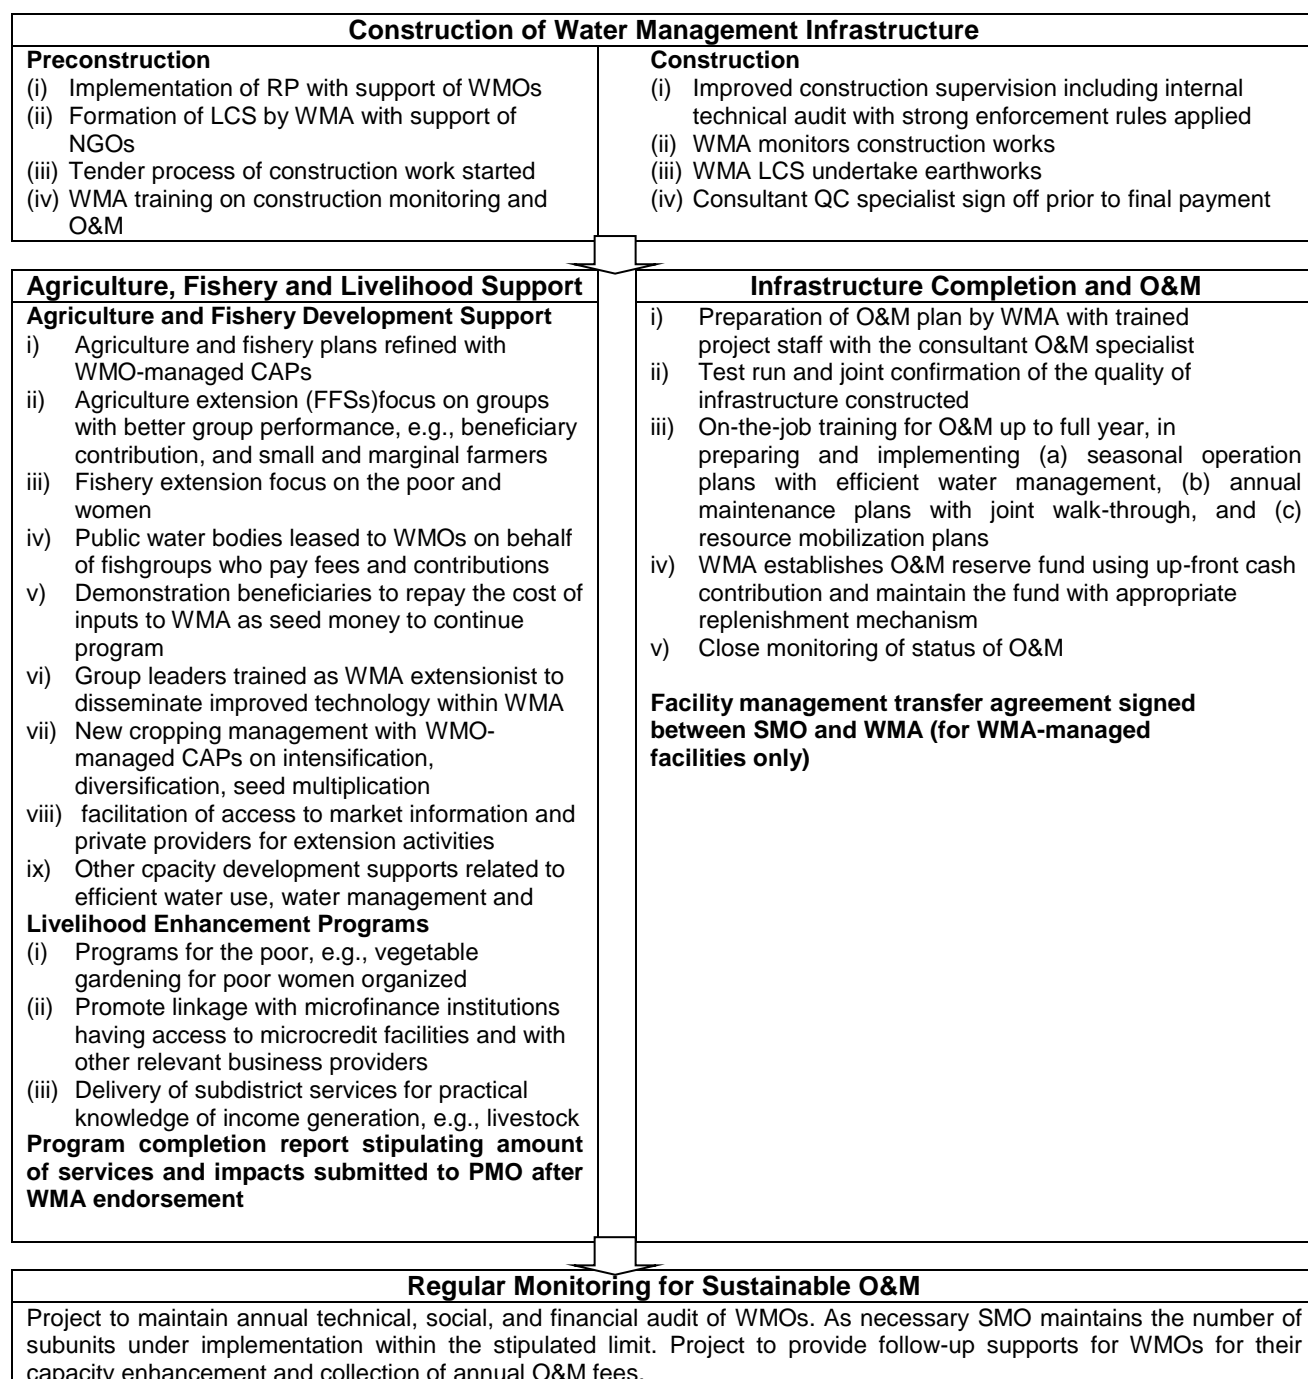 Construction of Water Management Infrastructure
Preconstruction
(i) Implementation of RP with support of WMOs
(ii) Formation of LCS by WMA with support of
NGOs
(iii) Tender process of construction work started
(iv) WMA training on construction monitoring and
O&M
Construction
(i) Improved construction supervision including internal
technical audit with strong enforcement rules applied
(ii) WMA monitors construction works
(iii) WMA LCS undertake earthworks
(iv) Consultant QC specialist sign off prior to final payment
Agriculture, Fishery and Livelihood Support
Agriculture and Fishery Development Support
i) Agriculture and fishery plans refined with
WMO-managed CAPs
ii) Agriculture extension (FFSs)focus on groups
with better group performance, e.g., beneficiary
contribution, and small and marginal farmers
iii) Fishery extension focus on the poor and
women
iv) Public water bodies leased to WMOs on behalf
of fishgroups who pay fees and contributions
v) Demonstration beneficiaries to repay the cost of
inputs to WMA as seed money to continue
program
vi) Group leaders trained as WMA extensionist to
disseminate improved technology within WMA
vii) New cropping management with WMO-
managed CAPs on intensification,
diversification, seed multiplication
viii) facilitation of access to market information and
private providers for extension activities
ix) Other cpacity development supports related to
efficient water use, water management and
Livelihood Enhancement Programs
(i) Programs for the poor, e.g., vegetable
gardening for poor women organized
(ii) Promote linkage with microfinance institutions
having access to microcredit facilities and with
other relevant business providers
(iii) Delivery of subdistrict services for practical
knowledge of income generation, e.g., livestock
Program completion report stipulating amount
of services and impacts submitted to PMO after
WMA endorsement
Infrastructure Completion and O&M
i) Preparation of O&M plan by WMA with trained
project staff with the consultant O&M specialist
ii) Test run and joint confirmation of the quality of
infrastructure constructed
iii) On-the-job training for O&M up to full year, in
preparing and implementing (a) seasonal operation
plans with efficient water management, (b) annual
maintenance plans with joint walk-through, and (c)
resource mobilization plans
iv) WMA establishes O&M reserve fund using up-front cash
contribution and maintain the fund with appropriate
replenishment mechanism
v) Close monitoring of status of O&M
Facility management transfer agreement signed
between SMO and WMA (for WMA-managed
facilities only)
Regular Monitoring for Sustainable O&M
Project to maintain annual technical, social, and financial audit of WMOs. As necessary SMO maintains the number of
subunits under implementation within the stipulated limit. Project to provide follow-up supports for WMOs for their
capacity enhancement and collection of annual O&M fees.